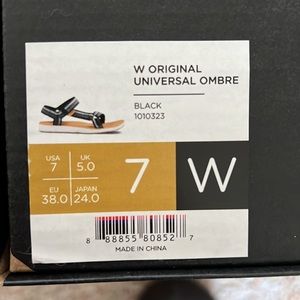 W ORIGINAL
UNIVERSAL OMBRE
BLACK
1010323
USA
7
UK
5.0
EU
38.0
JAPAN
24.0
7
W
8 88855 80852 7
MADE IN CHINA